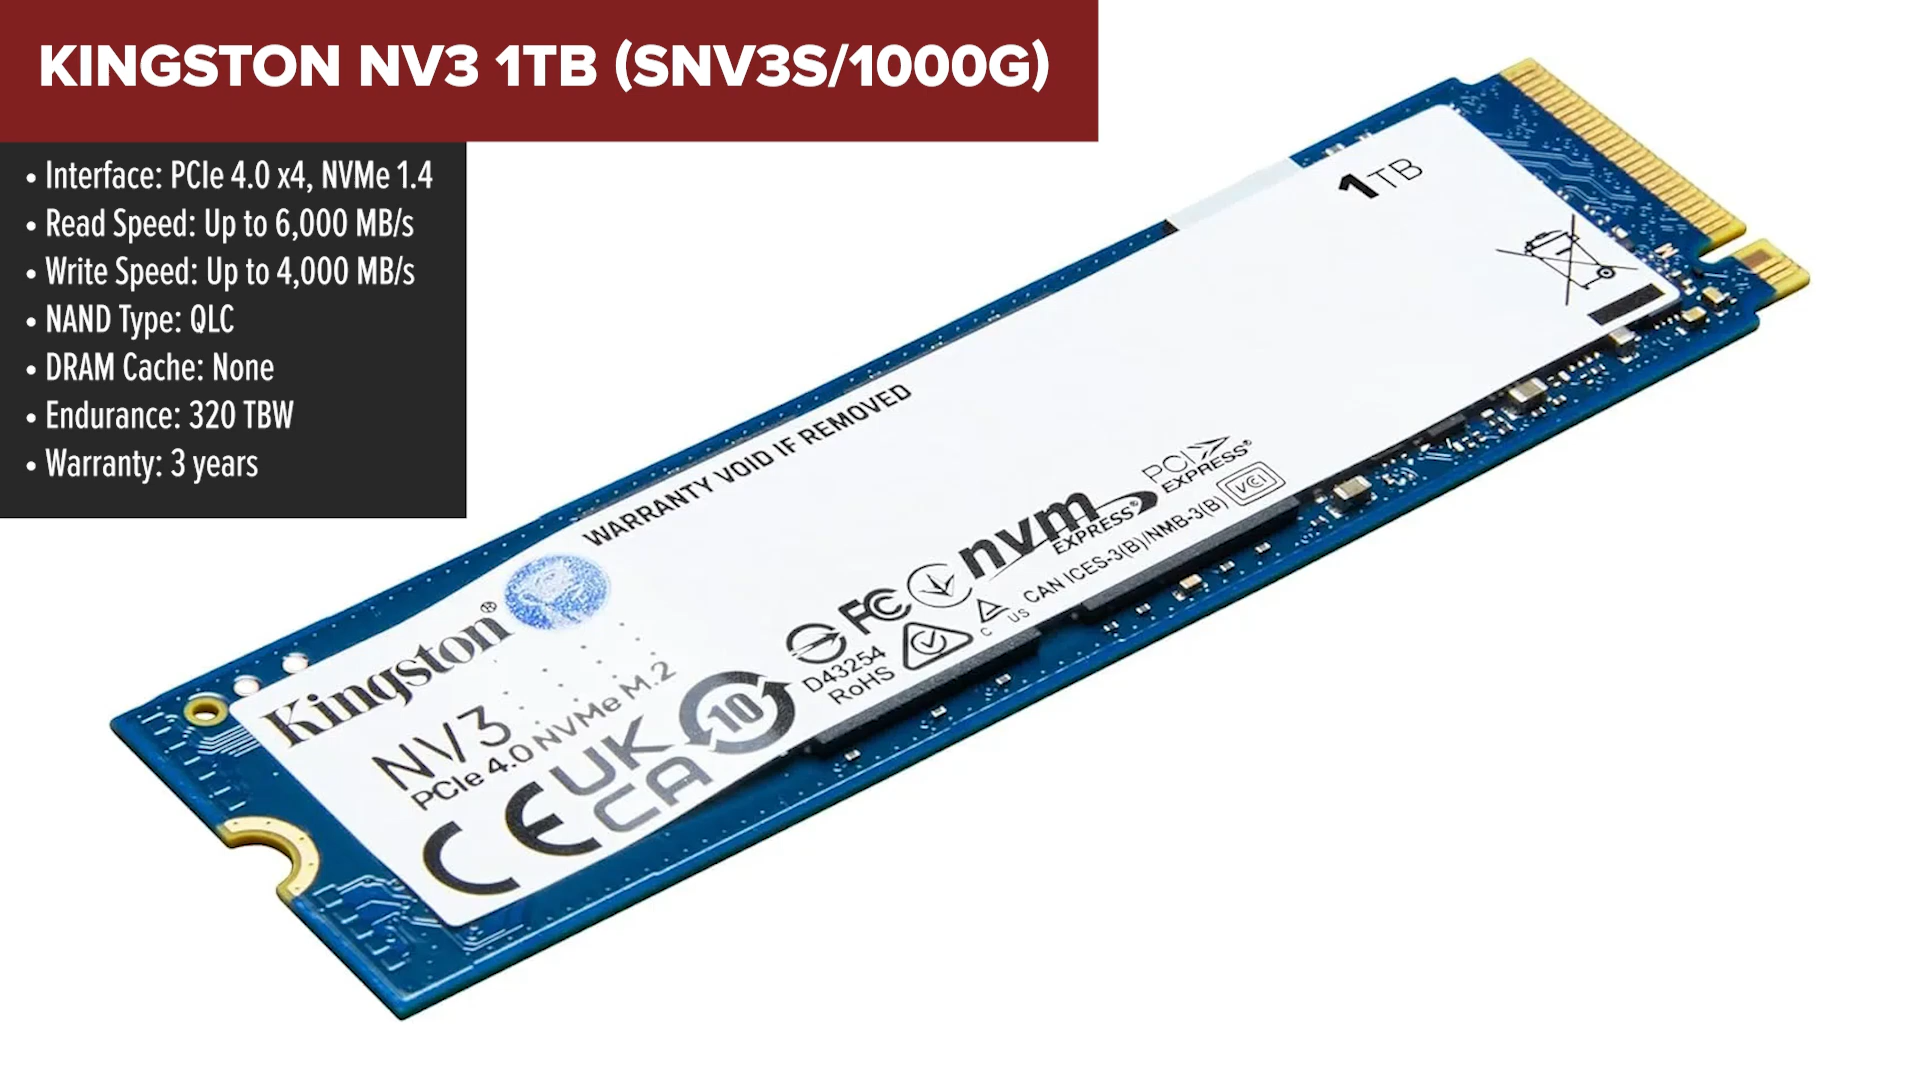 KINGSTON NV3 1TB (SNV3S/1000G)
• Interface: PCIe 4.0 x4, NVMe 1.4
• Read Speed: Up to 6,000 MB/s
• Write Speed: Up to 4,000 MB/s
• NAND Type: QLC
• DRAM Cache: None
• Endurance: 320 TBW
• Warranty: 3 years
1TB
WARRANTY VOID IF REMOVED
Kingston®
NV3
PCIe 4.0 NVMe M.2
CE UK CA
10
D43254
RoHS
FC
nvm EXPRESS®
PCI EXPRESS®
C US CAN ICES-3(B)/NMB-3(B)
VCI